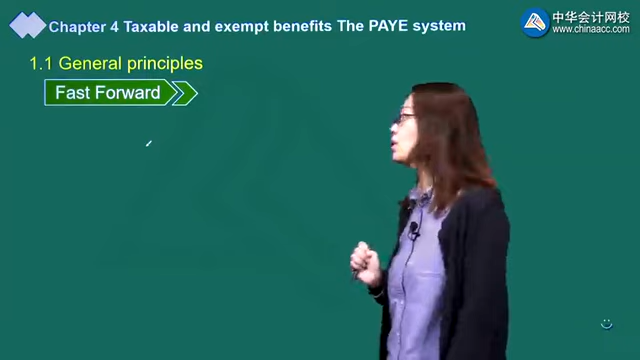 Chapter 4 Taxable and exempt benefits The PAYE system
中华会计网校
www.chinaacc.com
1.1 General principles
Fast Forward